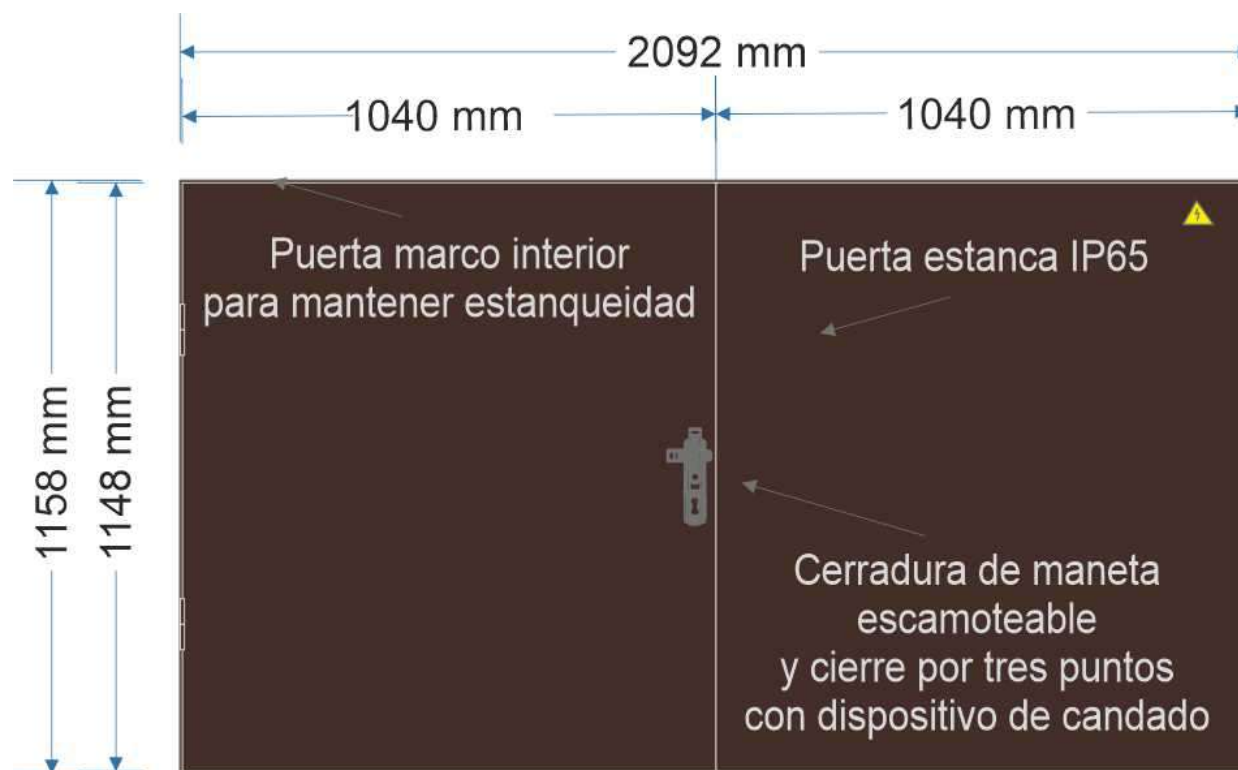 2092 mm
1040 mm
1040 mm
1158 mm
1148 mm
Puerta marco interior
para mantener estanqueidad
Puerta estanca IP65
Cerradura de maneta
escamoteable
y cierre por tres puntos
con dispositivo de candado